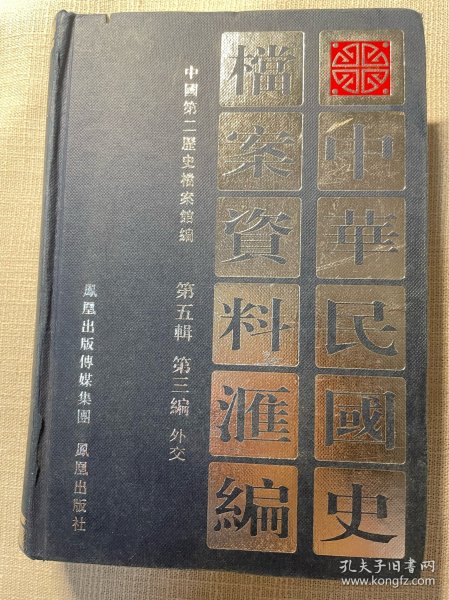 中華民國史
檔案資料滙編
第五輯 第三編 外交
中國第二歷史檔案館編
鳳凰出版傳媒集團 鳳凰出版社
孔夫子旧书网
www.kongfz.com